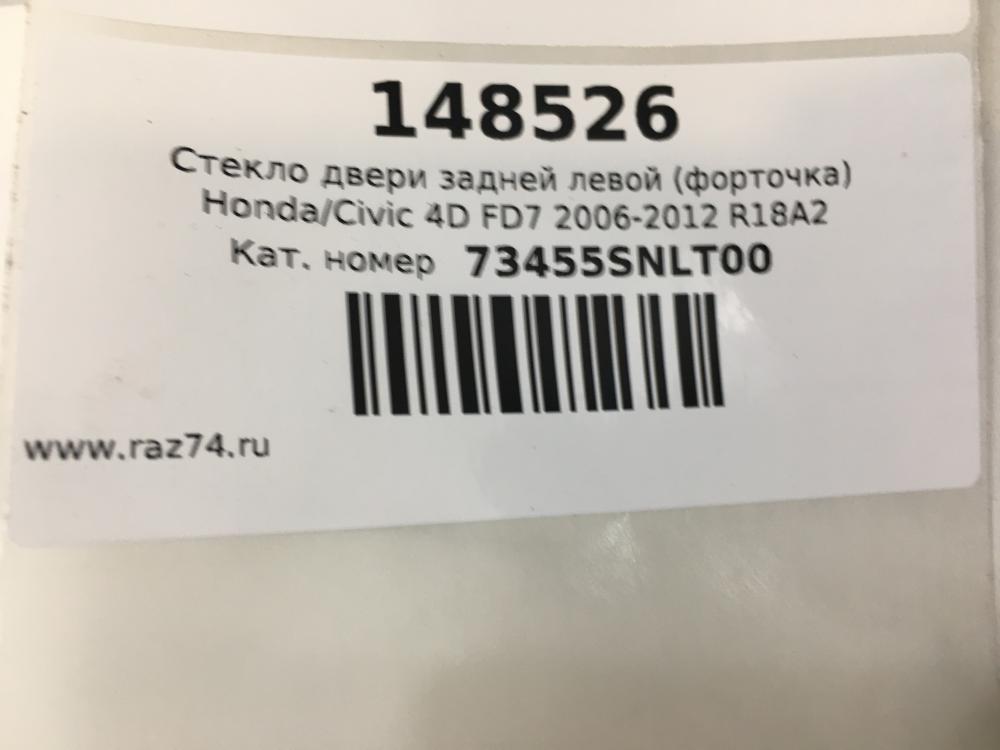 148526
Стекло двери задней левой (форточка)
Honda/Civic 4D FD7 2006-2012 R18A2
Кат. номер 73455SNLT00
www.raz74.ru